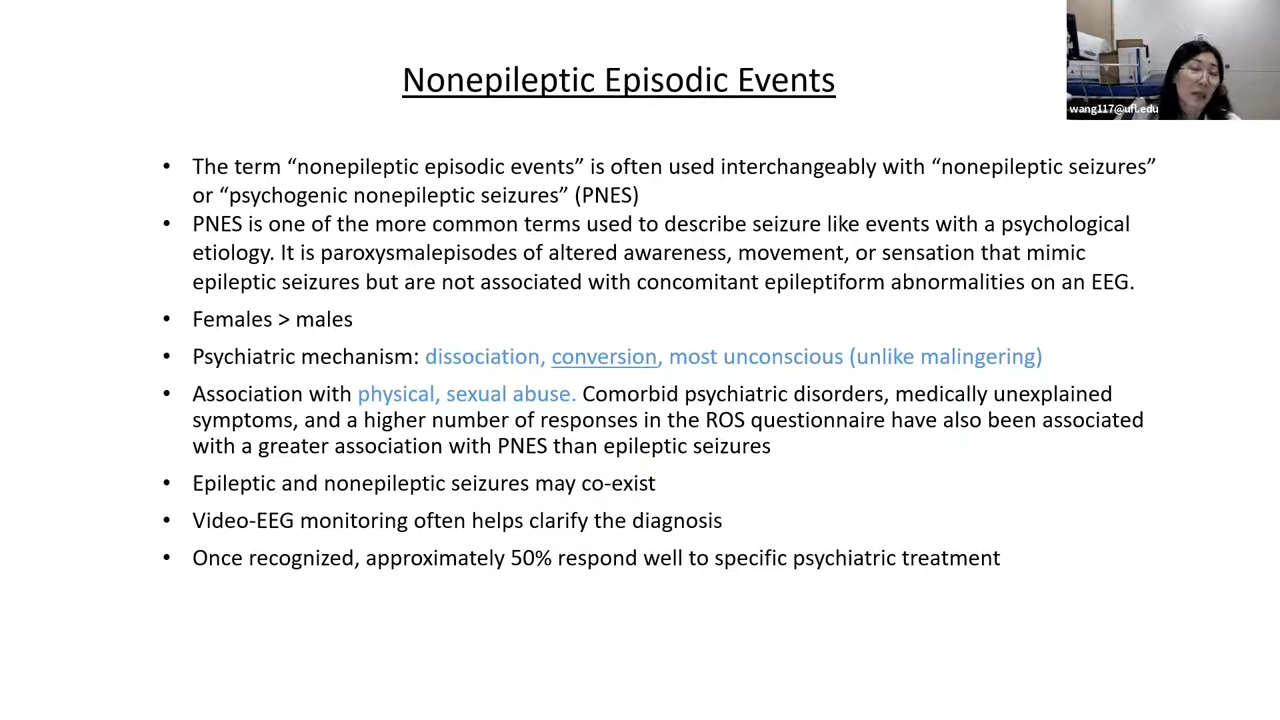 Nonepileptic Episodic Events
wang117@ufl.edu
• The term “nonepileptic episodic events” is often used interchangeably with “nonepileptic seizures”
or “psychogenic nonepileptic seizures” (PNES)
• PNES is one of the more common terms used to describe seizure like events with a psychological
etiology. It is paroxysmalepisodes of altered awareness, movement, or sensation that mimic
epileptic seizures but are not associated with concomitant epileptiform abnormalities on an EEG.
• Females > males
• Psychiatric mechanism: dissociation, conversion, most unconscious (unlike malingering)
• Association with physical, sexual abuse. Comorbid psychiatric disorders, medically unexplained
symptoms, and a higher number of responses in the ROS questionnaire have also been associated
with a greater association with PNES than epileptic seizures
• Epileptic and nonepileptic seizures may co-exist
• Video-EEG monitoring often helps clarify the diagnosis
• Once recognized, approximately 50% respond well to specific psychiatric treatment